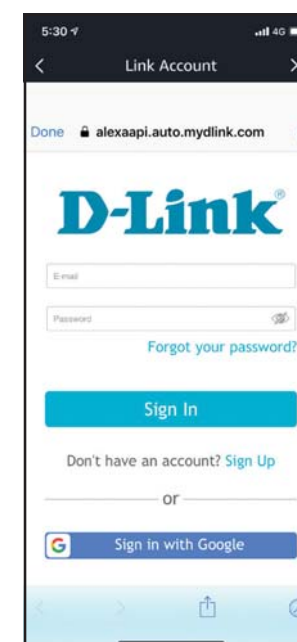 5:30
4G
Link Account
Done alexaapi.auto.mydlink.com
D-Link®
E-mail
Password
Forgot your password?
Sign In
Don't have an account? Sign Up
or
G Sign in with Google